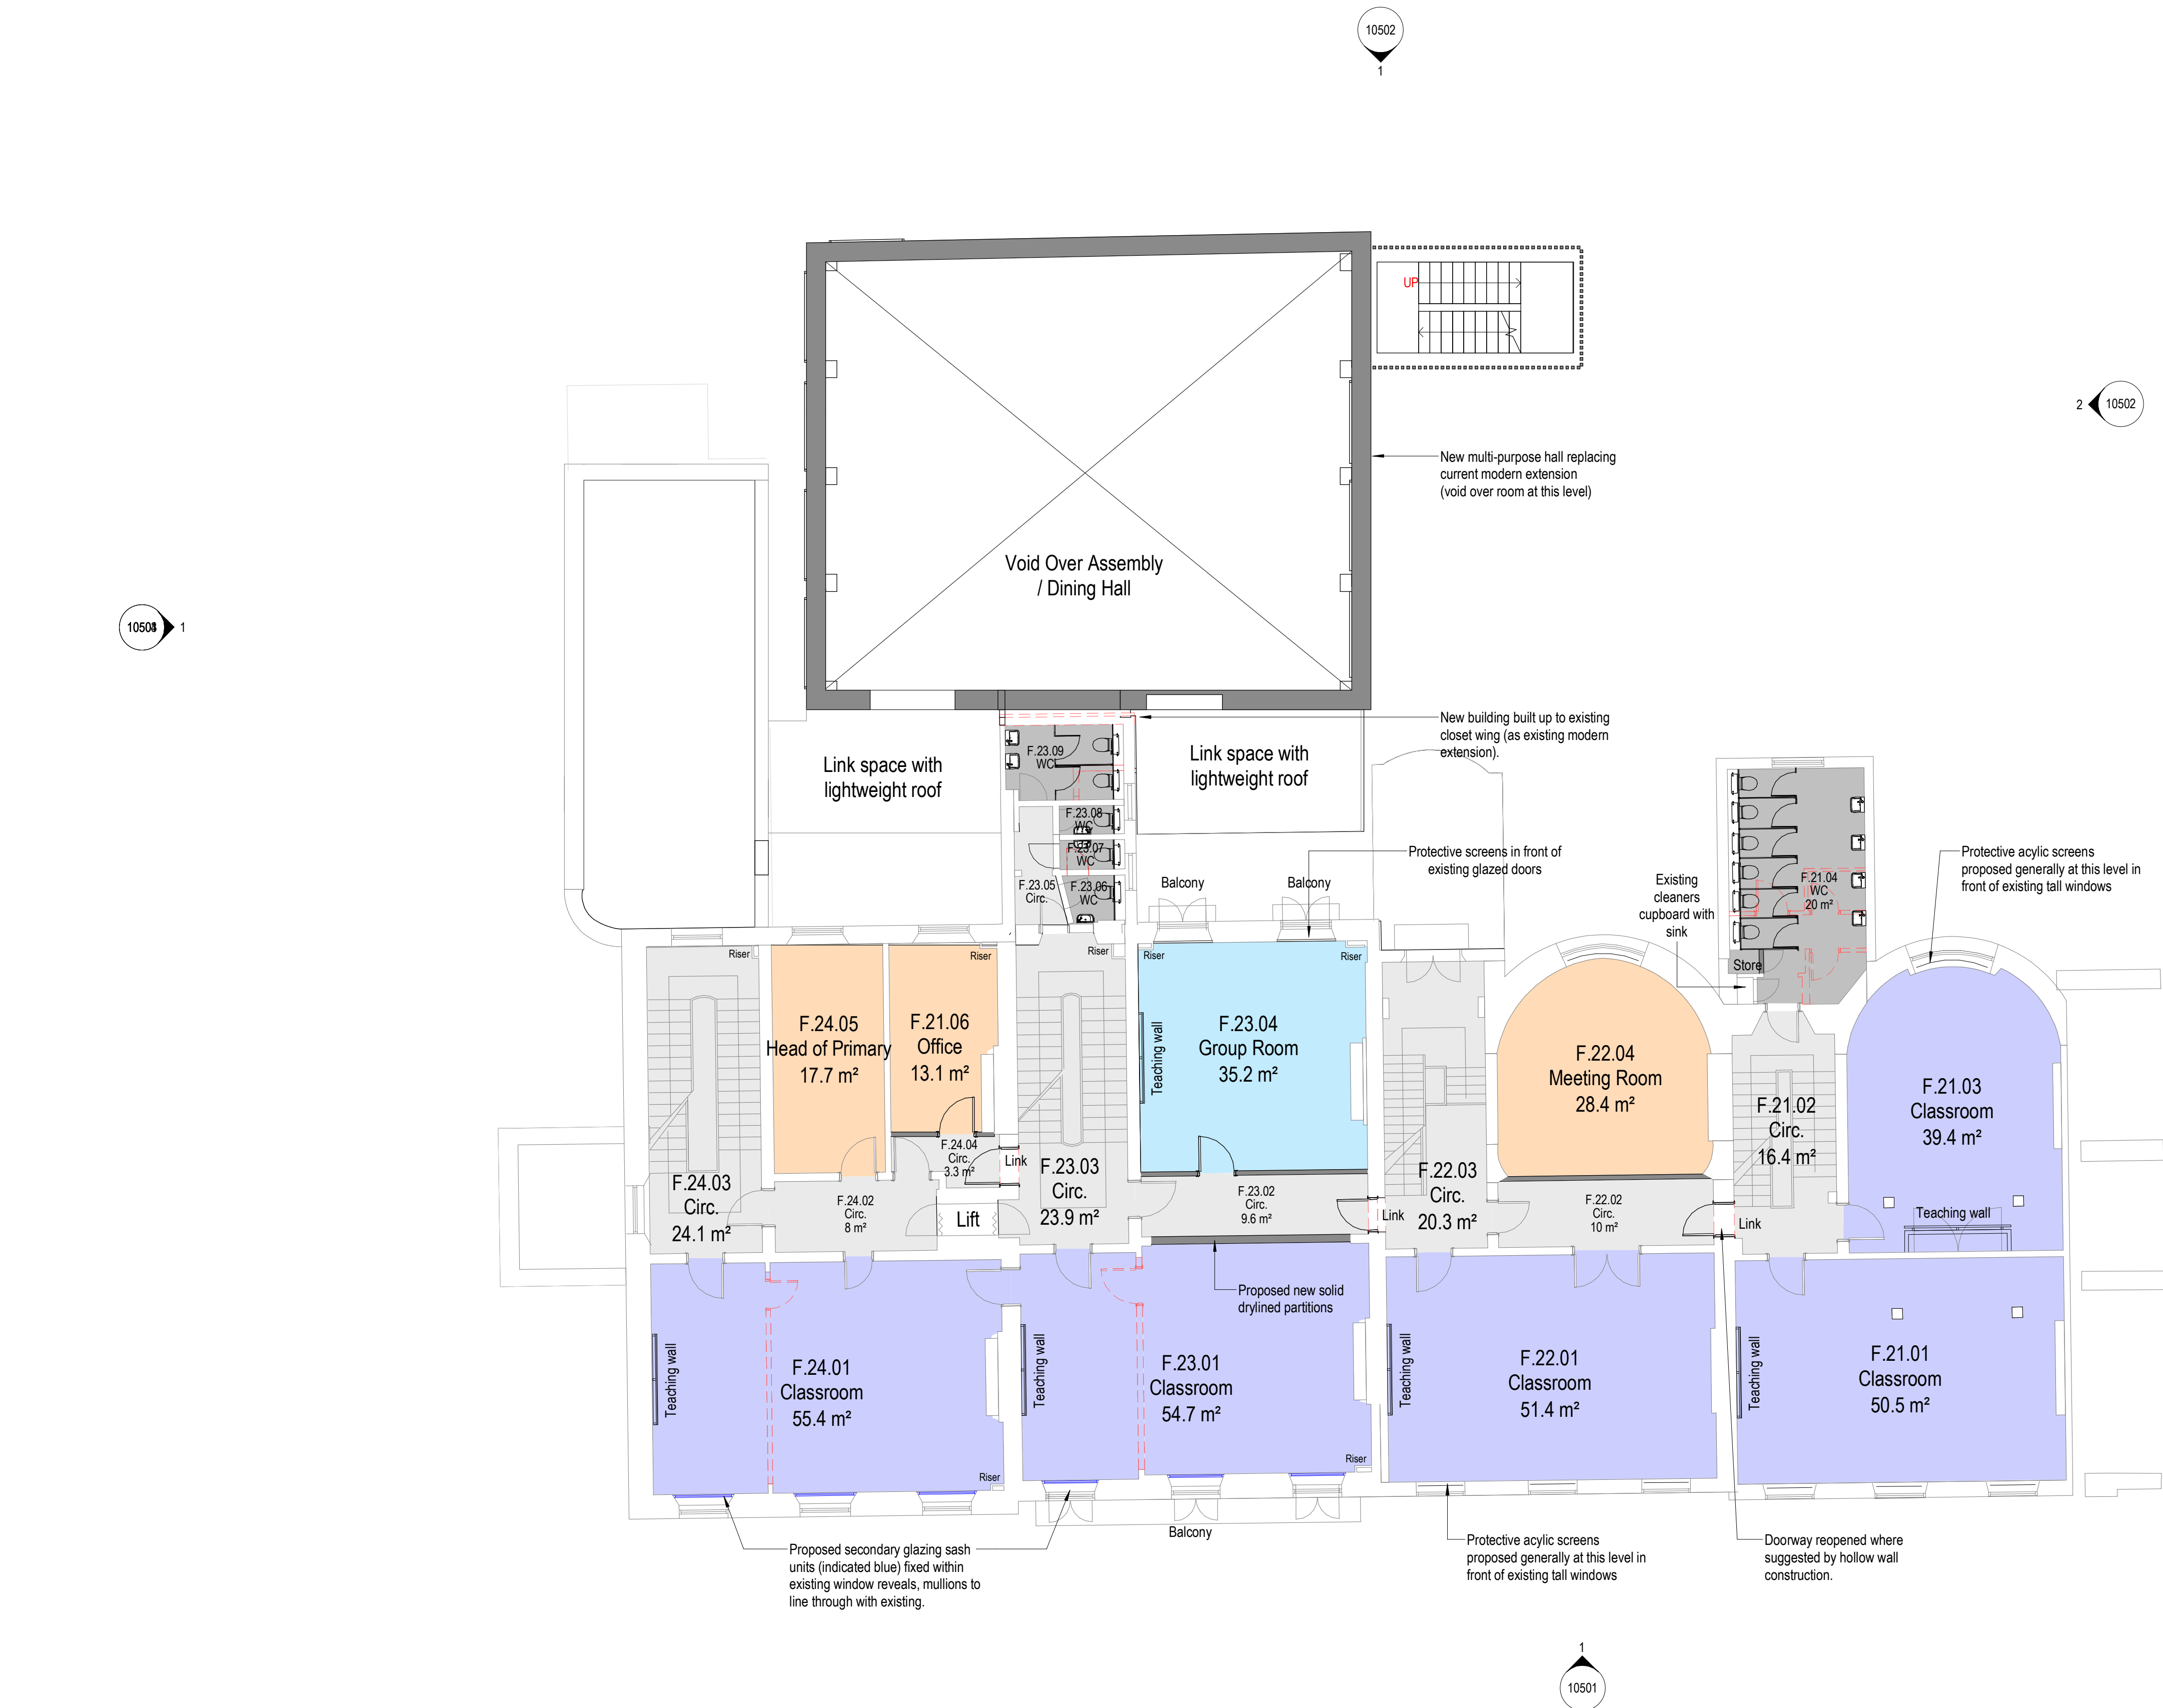 10502
1
UP
2
10502
New multi-purpose hall replacing
current modern extension
(void over room at this level)
Void Over Assembly
/ Dining Hall
1
New building built up to existing
closet wing (as existing modern
extension).
Link space with
lightweight roof
Link space with
lightweight roof
F.23.09
WC
F.23.08
WC
F.23.07
WC
F.23.05
Circ.
F.23.06
WC
Balcony
Balcony
Protective screens in front of
existing glazed doors
Existing
cleaners
cupboard with
sink
F.21.04
WC
20 m²
Protective acylic screens
proposed generally at this level in
front of existing tall windows
Store
Riser
Riser
Riser
Riser
Riser
F.24.05
Head of Primary
17.7 m²
F.21.06
Office
13.1 m²
Teaching wall
F.23.04
Group Room
35.2 m²
F.22.04
Meeting Room
28.4 m²
F.21.02
Circ.
16.4 m²
F.21.03
Classroom
39.4 m²
F.24.04
Circ.
3.3 m²
Link
F.24.03
Circ.
24.1 m²
F.24.02
Circ.
8 m²
Lift
F.23.03
Circ.
23.9 m²
F.23.02
Circ.
9.6 m²
Link
F.22.03
Circ.
20.3 m²
F.22.02
Circ.
10 m²
Link
Teaching wall
Proposed new solid
drylined partitions
Teaching wall
F.24.01
Classroom
55.4 m²
Teaching wall
F.23.01
Classroom
54.7 m²
Teaching wall
F.22.01
Classroom
51.4 m²
Teaching wall
F.21.01
Classroom
50.5 m²
Riser
Riser
Balcony
Proposed secondary glazing sash
units (indicated blue) fixed within
existing window reveals, mullions to
line through with existing.
Protective acylic screens
proposed generally at this level in
front of existing tall windows
Doorway reopened where
suggested by hollow wall
construction.
1
10501